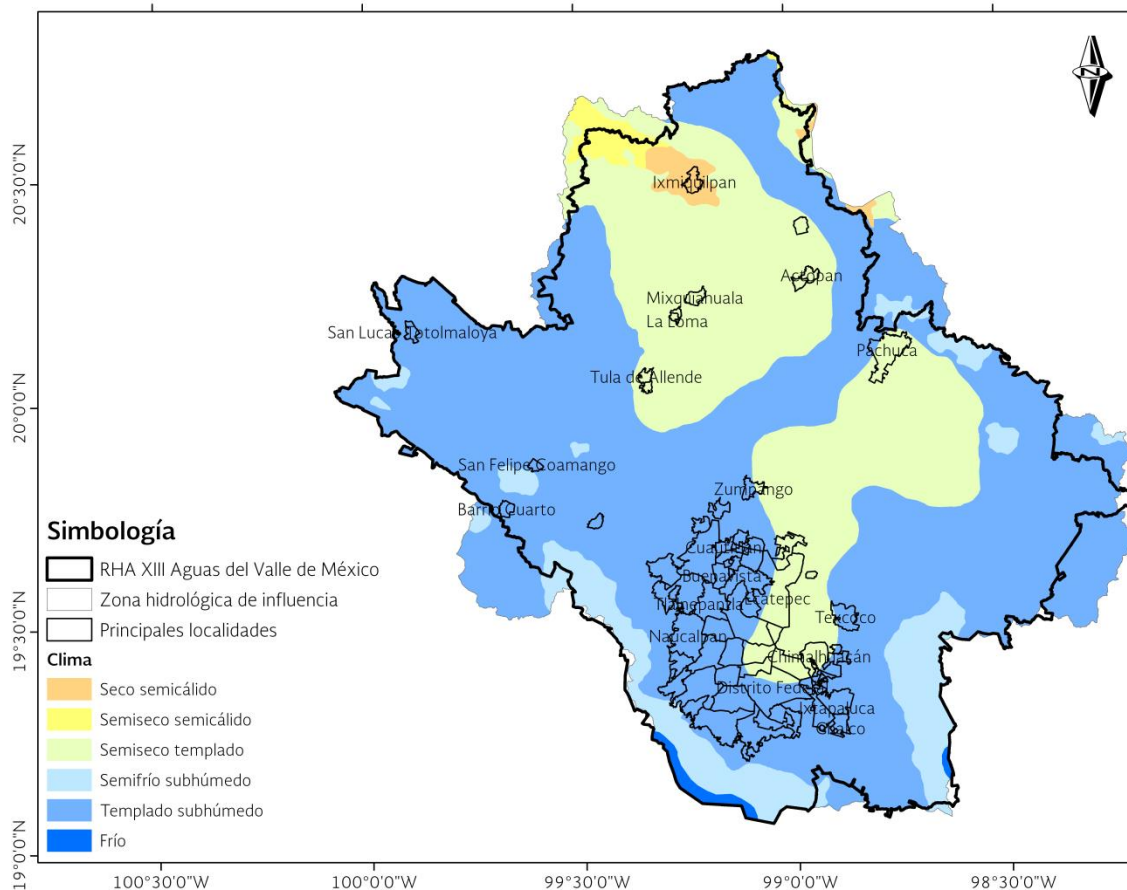 N
20°30'0"N
20°0'0"N
19°30'0"N
19°0'0"N
Ixmiquilpan
Actopan
Mixquiahuala
La Loma
San Lucas Totolmaloya
Pachuca
Tula de Allende
San Felipe Coamango
Zumpango
Barrio Cuarto
Cuautitlán
Buenavista
Tlalnepantla
Ecatepec
Texcoco
Naucalpan
Chimalhuacán
Distrito Federal
Ixtapaluca
Chalco
Simbología
RHA XIII Aguas del Valle de México
Zona hidrológica de influencia
Principales localidades
Clima
Seco semicálido
Semiseco semicálido
Semiseco templado
Semifrío subhúmedo
Templado subhúmedo
Frío
100°30'0"W
100°0'0"W
99°30'0"W
99°0'0"W
98°30'0"W